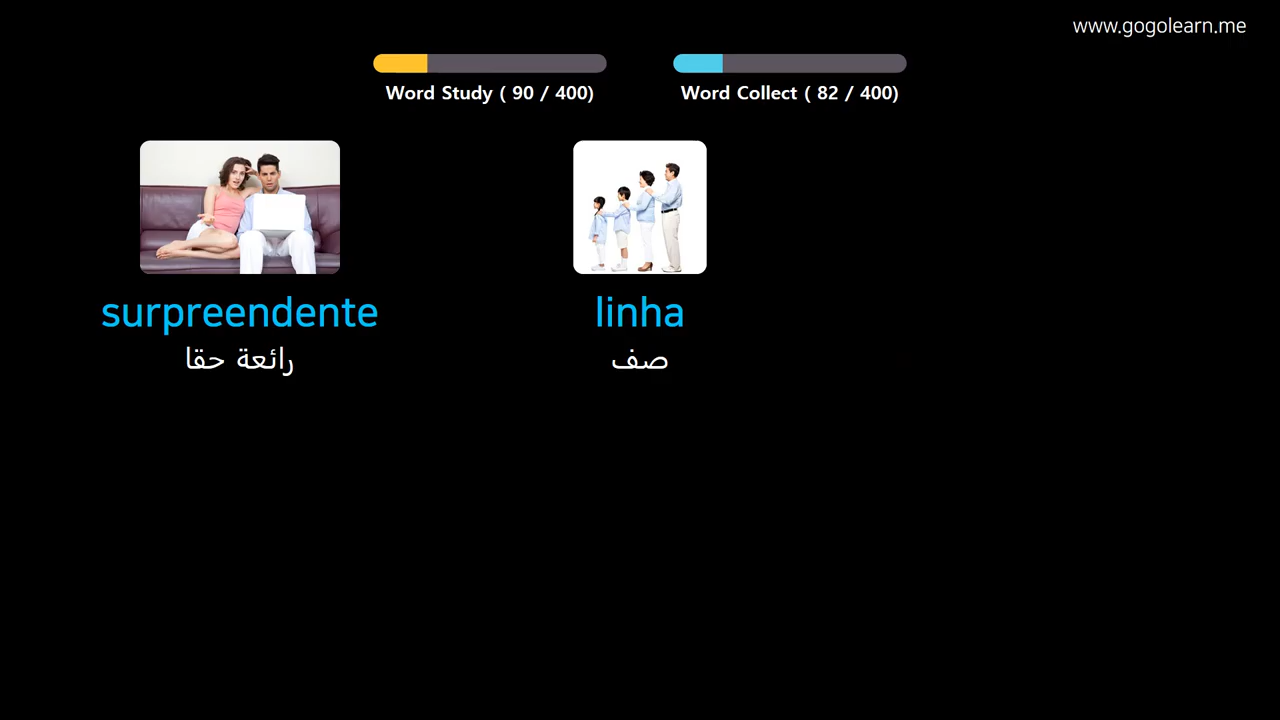 www.gogolearn.me
Word Study ( 90 / 400)
Word Collect ( 82 / 400)
surpreendente
رائعة حقا
linha
صف